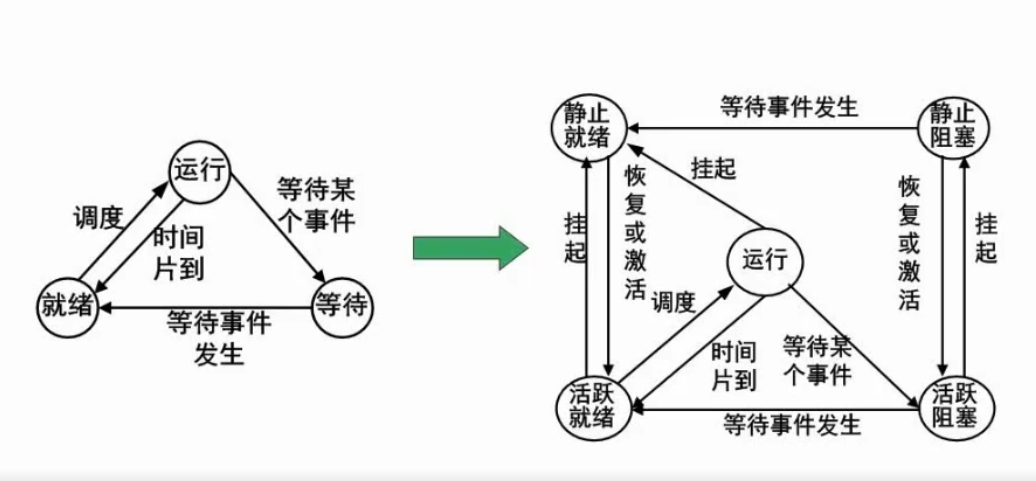 运行
调度
等待某
个事件
时间
片到
就绪
等待
等待事件
发生
静止
就绪
等待事件发生
静止
阻塞
挂起
恢复或激活
挂起
恢复或激活
挂起
运行
调度
时间
片到
等待某
个事件
活跃
就绪
等待事件发生
活跃
阻塞